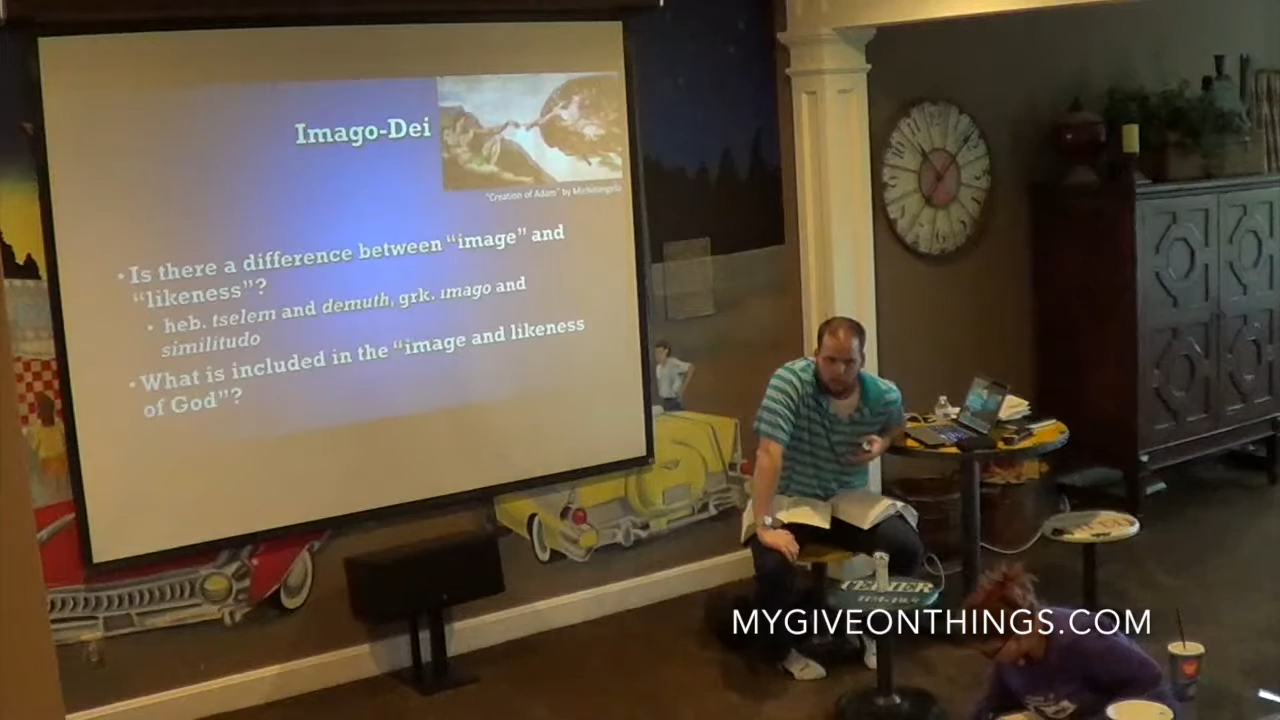 Imago-Dei
"Creation of Adam" by Michelangelo
• Is there a difference between "image" and
"likeness"?
• heb. tselem and demuth, grk. imago and
similitudo
• What is included in the "image and likeness
of God"?
MYGIVEONTHINGS.COM